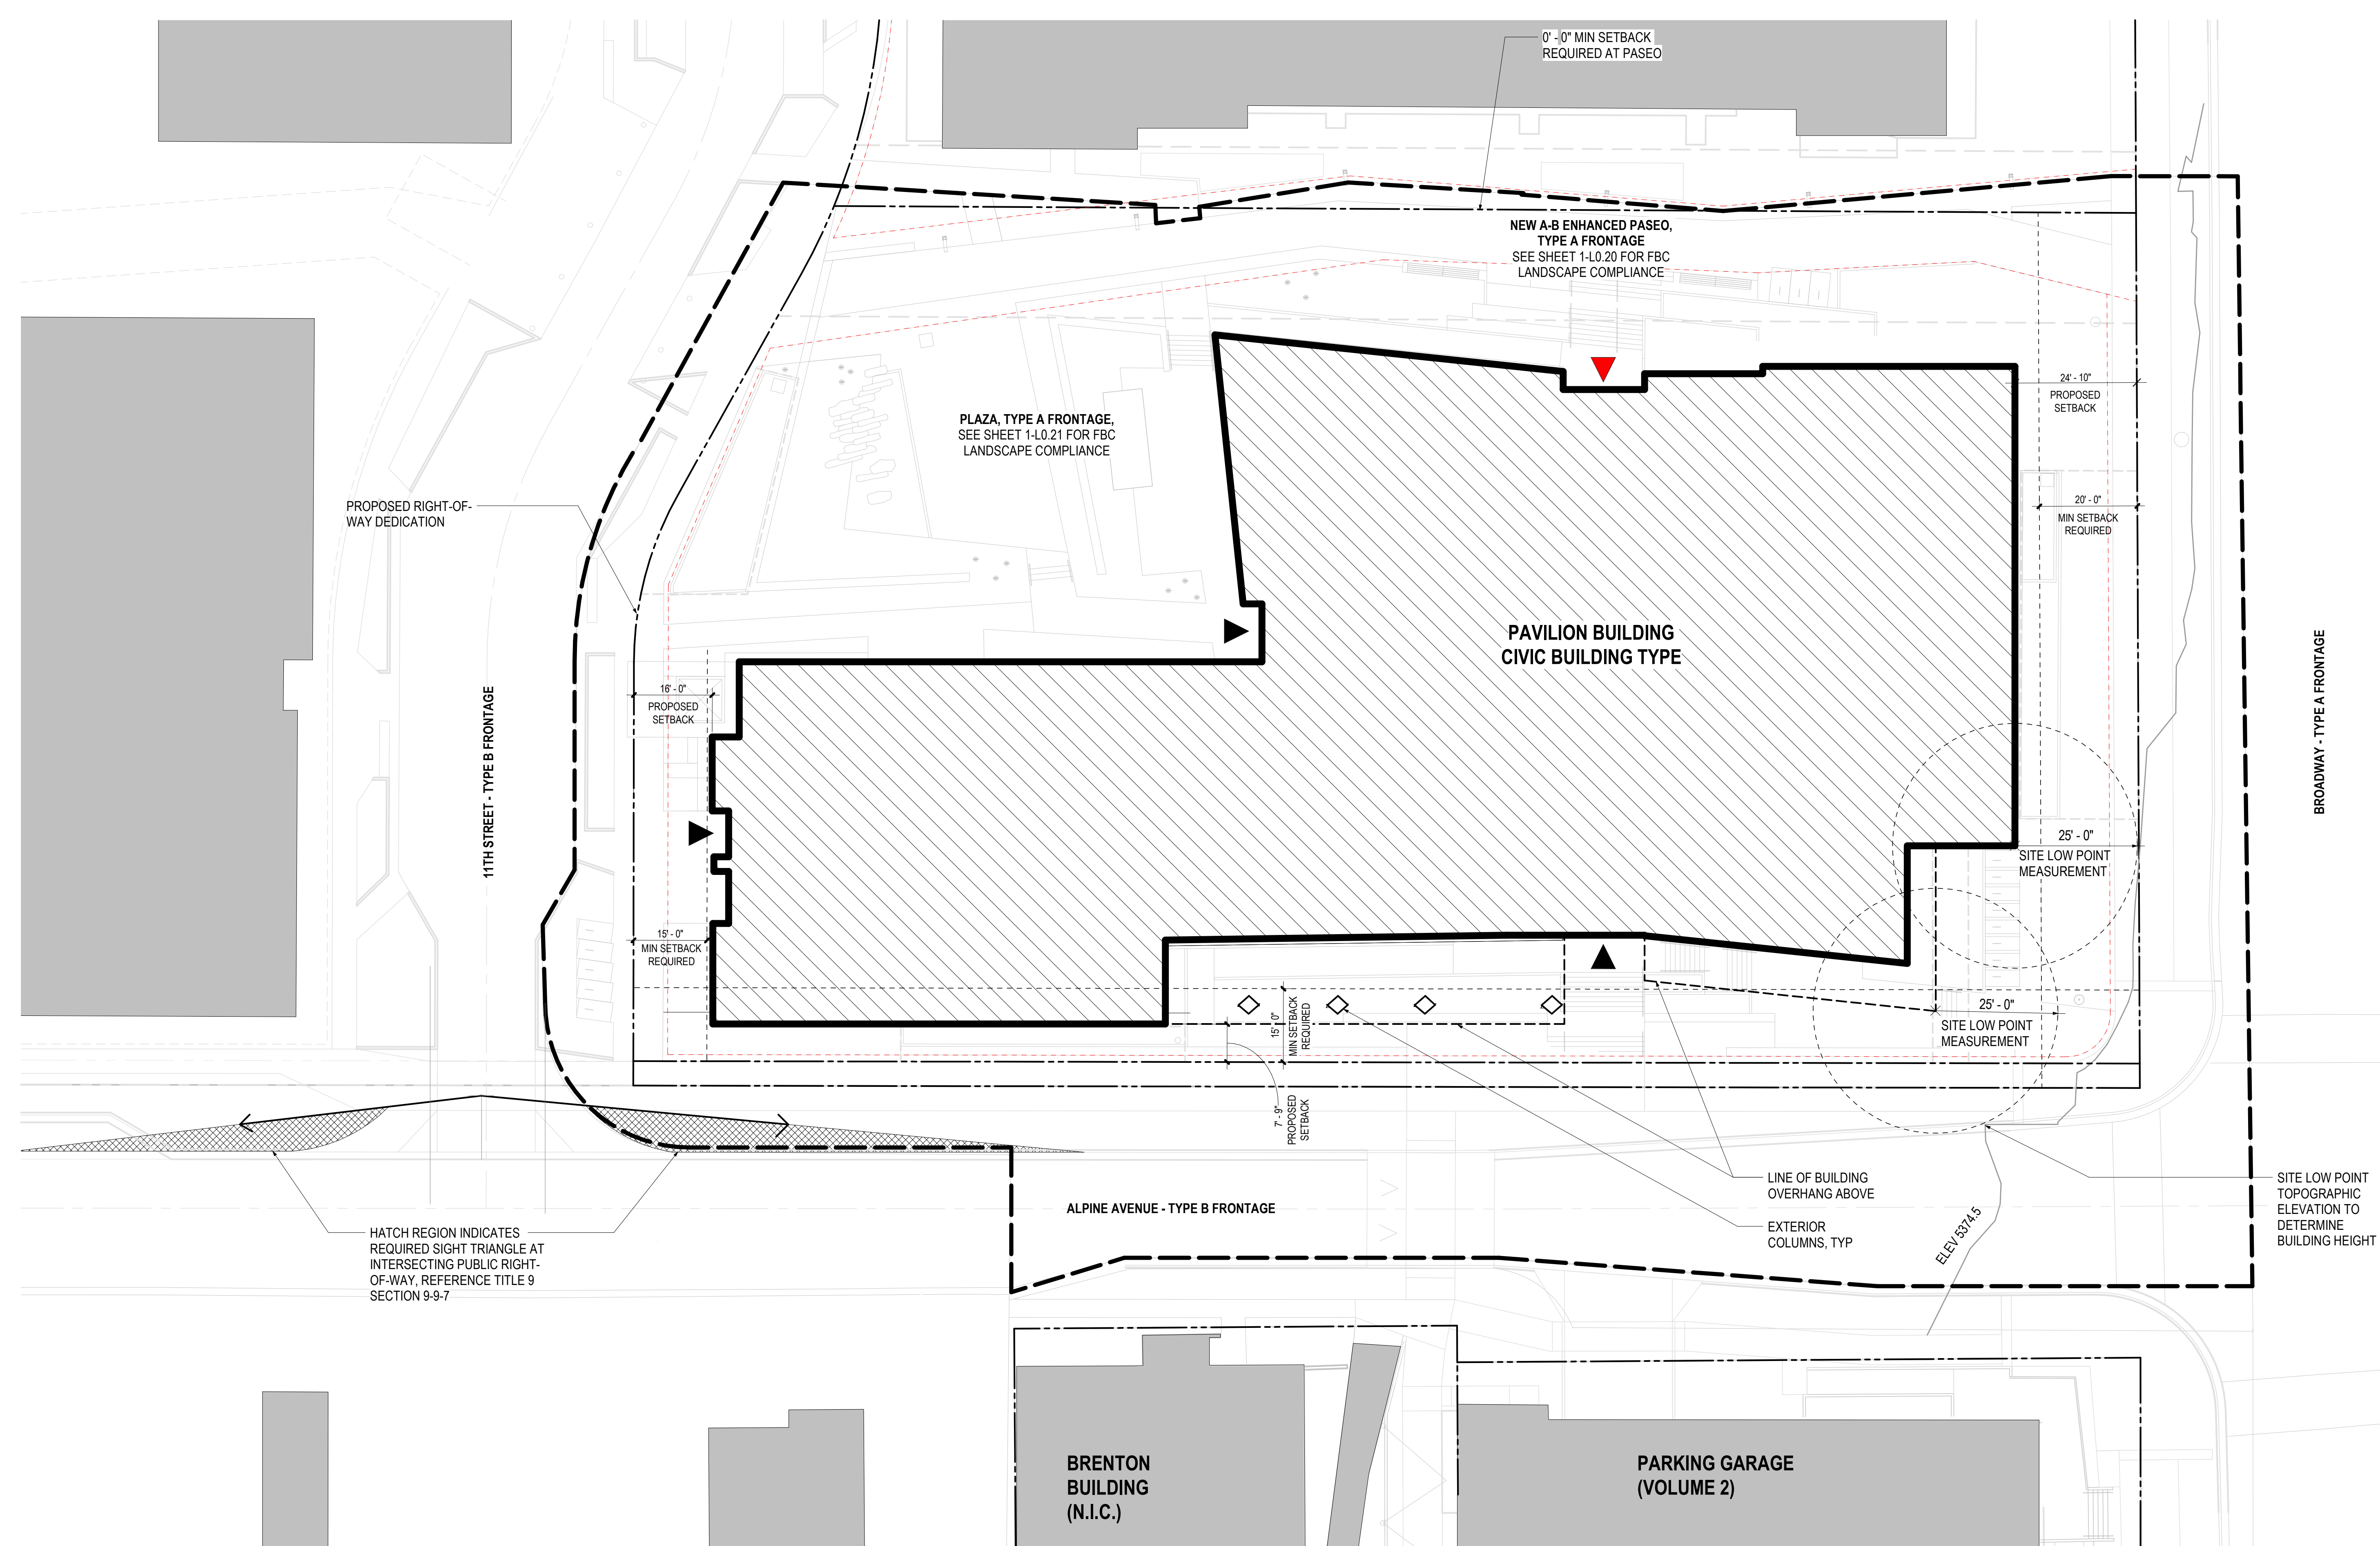 0' - 0" MIN SETBACK
REQUIRED AT PASEO
NEW A-B ENHANCED PASEO,
TYPE A FRONTAGE
SEE SHEET 1-L0.20 FOR FBC
LANDSCAPE COMPLIANCE
24' - 10"
PROPOSED
SETBACK
PLAZA, TYPE A FRONTAGE,
SEE SHEET 1-L0.21 FOR FBC
LANDSCAPE COMPLIANCE
PROPOSED RIGHT-OF-
WAY DEDICATION
20' - 0"
MIN SETBACK
REQUIRED
PAVILION BUILDING
CIVIC BUILDING TYPE
16' - 0"
PROPOSED
SETBACK
11TH STREET - TYPE B FRONTAGE
BROADWAY - TYPE A FRONTAGE
25' - 0"
SITE LOW POINT
MEASUREMENT
15' - 0"
MIN SETBACK
REQUIRED
15' - 0"
MIN SETBACK
REQUIRED
25' - 0"
SITE LOW POINT
MEASUREMENT
7' - 9"
PROPOSED
SETBACK
LINE OF BUILDING
OVERHANG ABOVE
EXTERIOR
COLUMNS, TYP
SITE LOW POINT
TOPOGRAPHIC
ELEVATION TO
DETERMINE
BUILDING HEIGHT
ALPINE AVENUE - TYPE B FRONTAGE
ELEV 5374.5
HATCH REGION INDICATES
REQUIRED SIGHT TRIANGLE AT
INTERSECTING PUBLIC RIGHT-
OF-WAY, REFERENCE TITLE 9
SECTION 9-9-7
BRENTON
BUILDING
(N.I.C.)
PARKING GARAGE
(VOLUME 2)